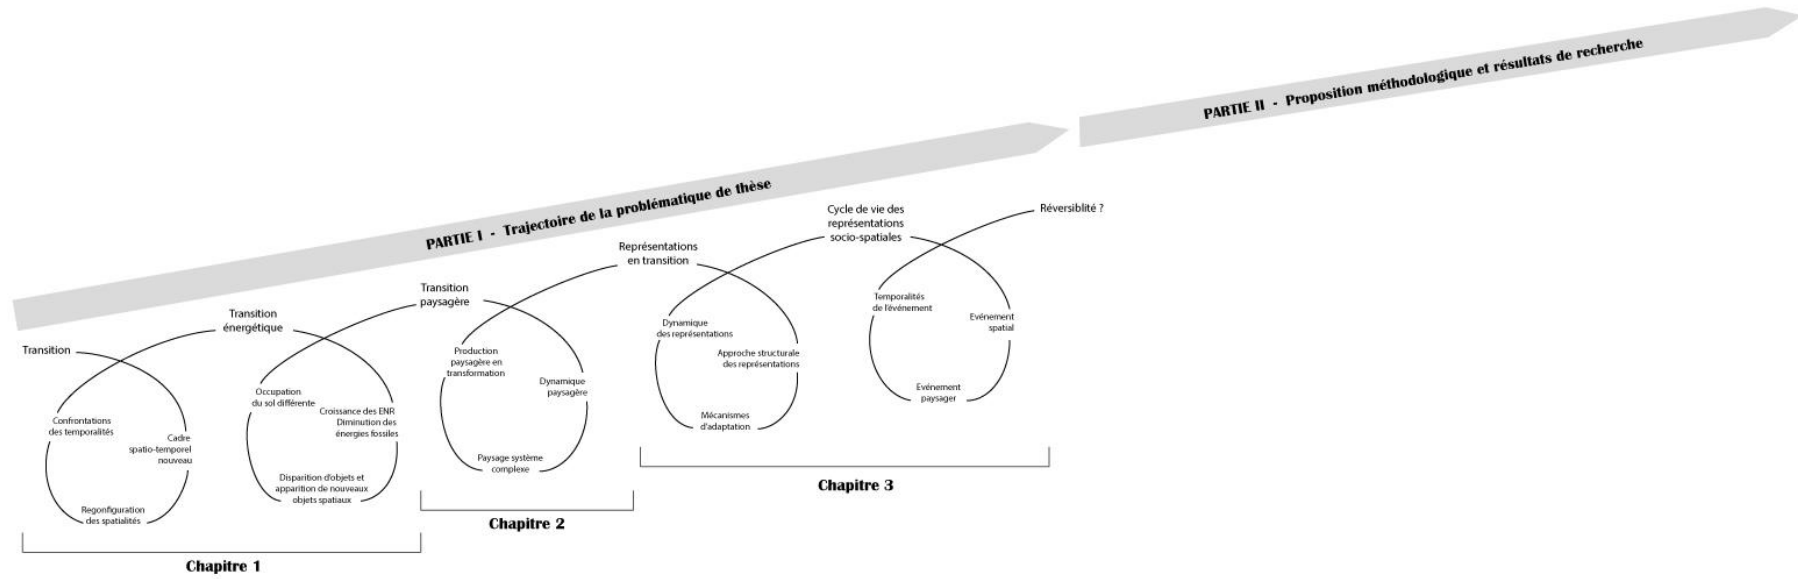 PARTIE II - Proposition méthodologique et résultats de recherche
PARTIE I - Trajectoire de la problématique de thèse
Transition
Cadre
spatio-temporel
nouveau
Regonfiguration
des spatialités
Confrontations
des temporalités
Transition
énergétique
Croissance des ENR
Diminution des
énergies fossiles
Disparition d'objets et
apparition de nouveaux
objets spatiaux
Occupation
du sol différente
Transition
paysagère
Dynamique
paysagère
Paysage système
complexe
Production
paysagère en
transformation
Représentations
en transition
Approche structurale
des représentations
Mécanismes
d'adaptation
Dynamique
des représentations
Cycle de vie des
représentations
socio-spatiales
Evénement
spatial
Evénement
paysager
Temporalités
de l'événement
Réversiblité ?
Chapitre 1
Chapitre 2
Chapitre 3